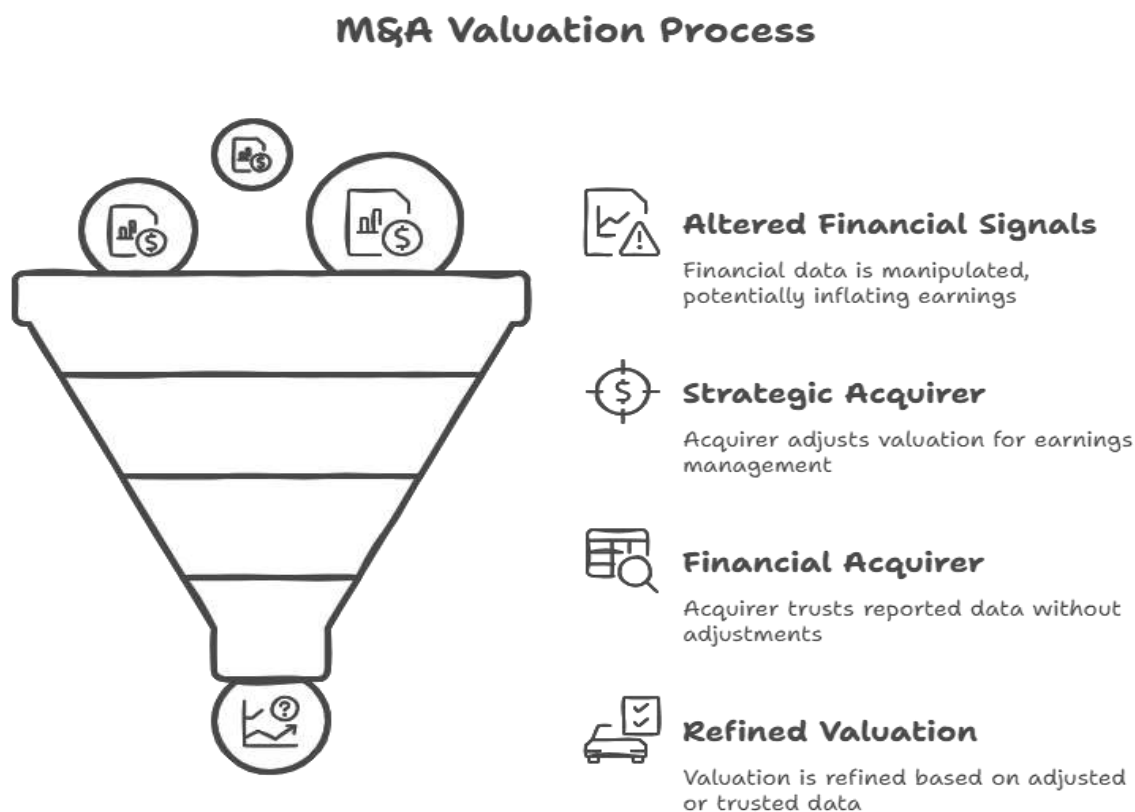 M&A Valuation Process
Altered Financial Signals
Financial data is manipulated,
potentially inflating earnings
Strategic Acquirer
Acquirer adjusts valuation for earnings
management
Financial Acquirer
Acquirer trusts reported data without
adjustments
Refined Valuation
Valuation is refined based on adjusted
or trusted data